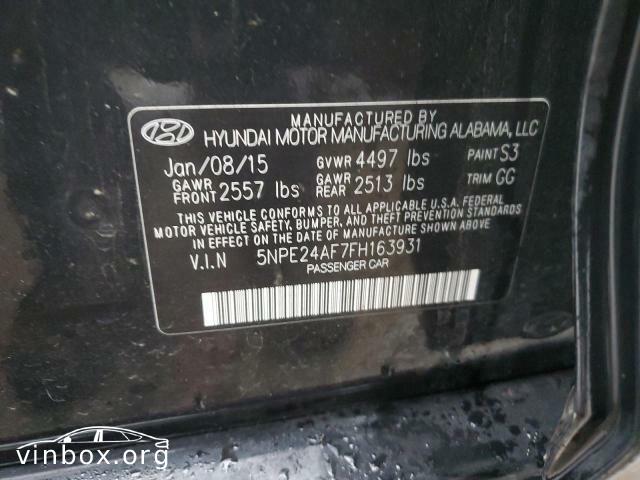 MANUFACTURED BY
HYUNDAI MOTOR MANUFACTURING ALABAMA, LLC
Jan/08/15 GVWR 4497 lbs PAINT S3
GAWR FRONT 2557 lbs GAWR REAR 2513 lbs TRIM GG
THIS VEHICLE CONFORMS TO ALL APPLICABLE U.S.A. FEDERAL
MOTOR VEHICLE SAFETY, BUMPER, AND THEFT PREVENTION STANDARDS
IN EFFECT ON THE DATE OF MANUFACTURE SHOWN ABOVE
V.I.N 5NPE24AF7FH163931
PASSENGER CAR
vinbox.org